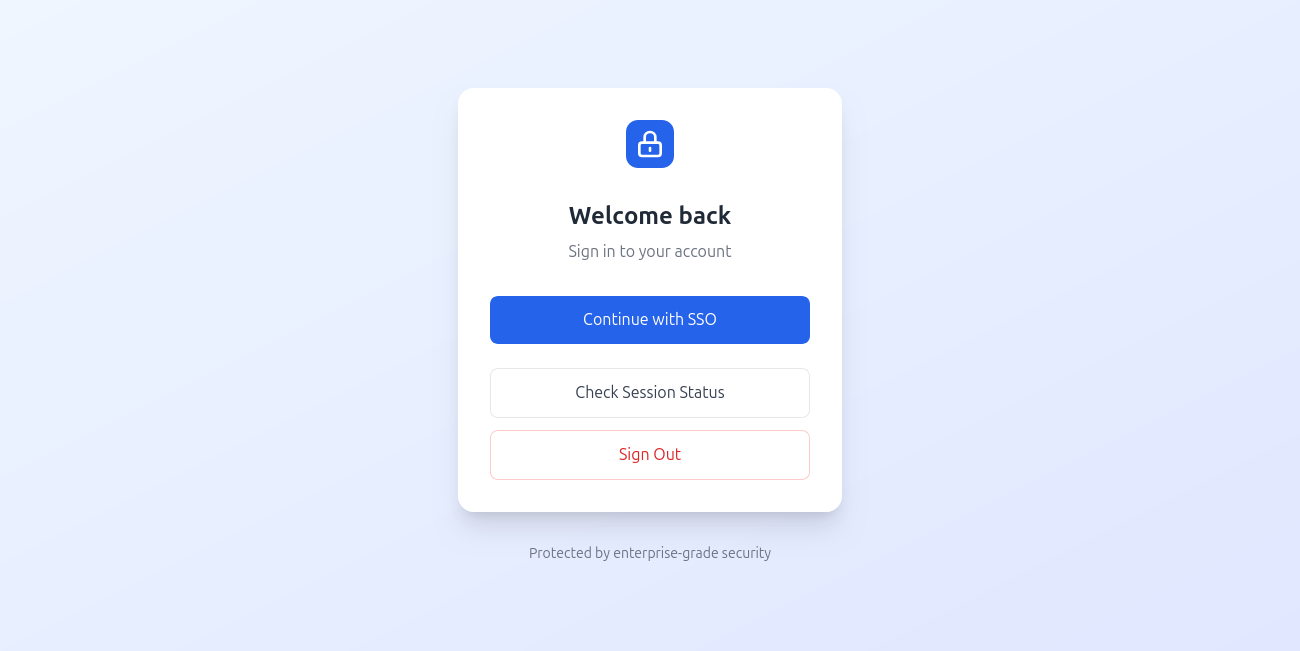 Welcome back
Sign in to your account
Continue with SSO
Check Session Status
Sign Out
Protected by enterprise-grade security